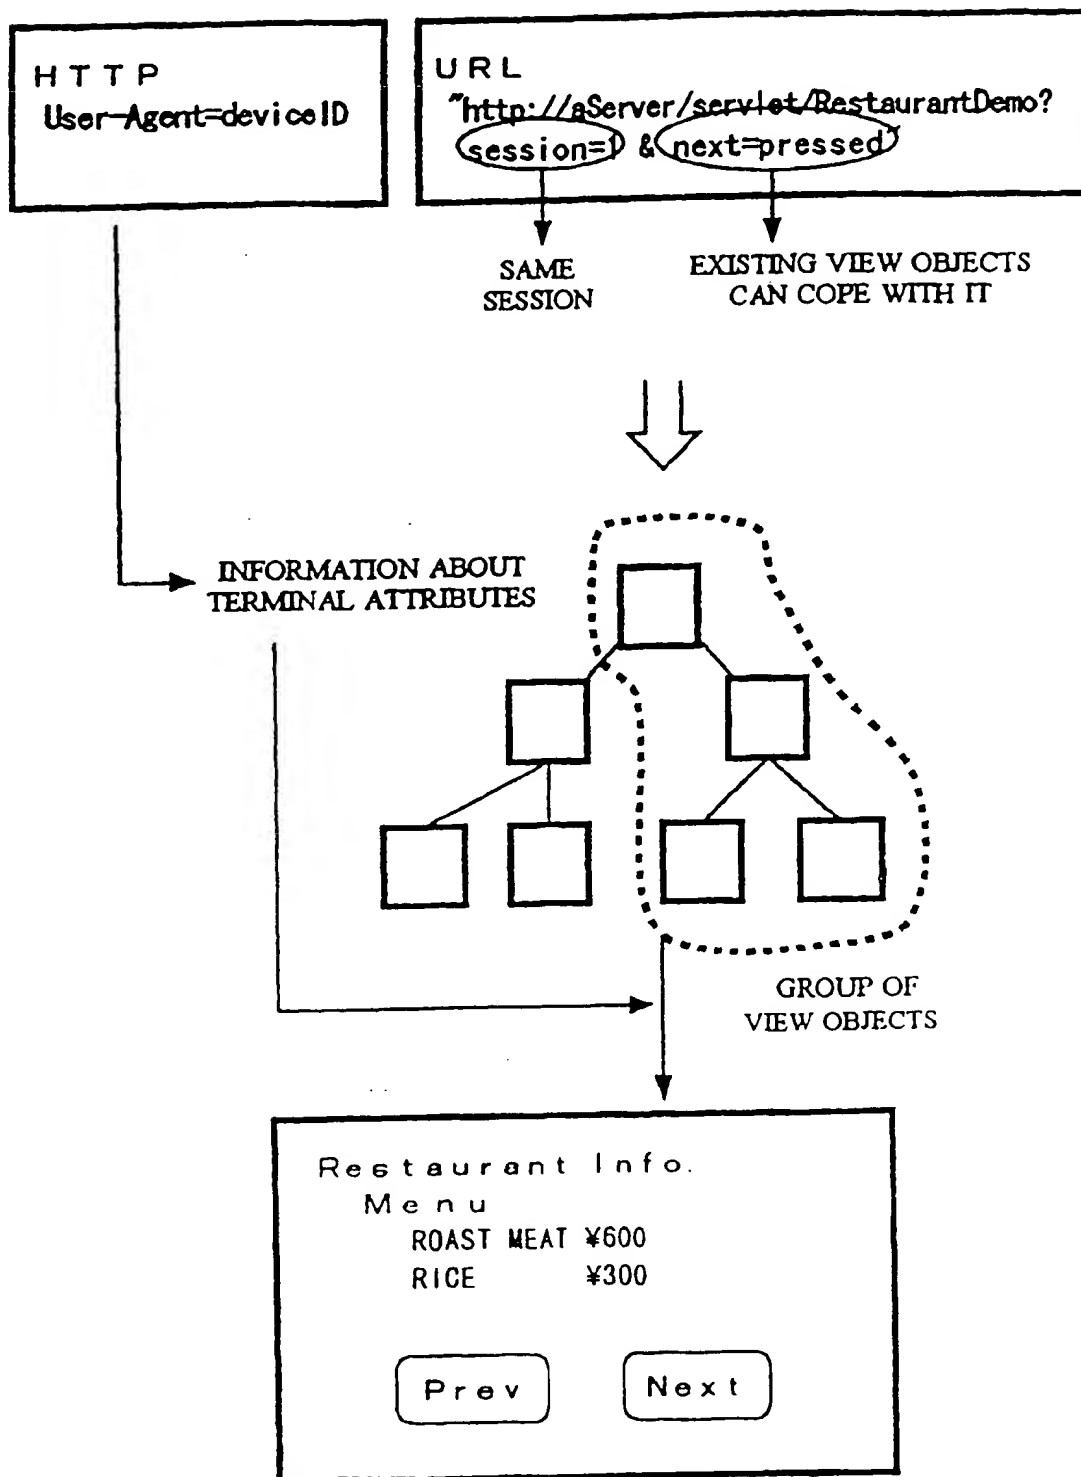 HTTP
User-Agent=deviceID
URL
"http://aServer/servlet/RestaurantDemo?
session=1 & next=pressed"
SAME
SESSION
EXISTING VIEW OBJECTS
CAN COPE WITH IT
INFORMATION ABOUT
TERMINAL ATTRIBUTES
GROUP OF
VIEW OBJECTS
Restaurant Info.
Menu
ROAST MEAT ¥600
RICE ¥300
Prev Next